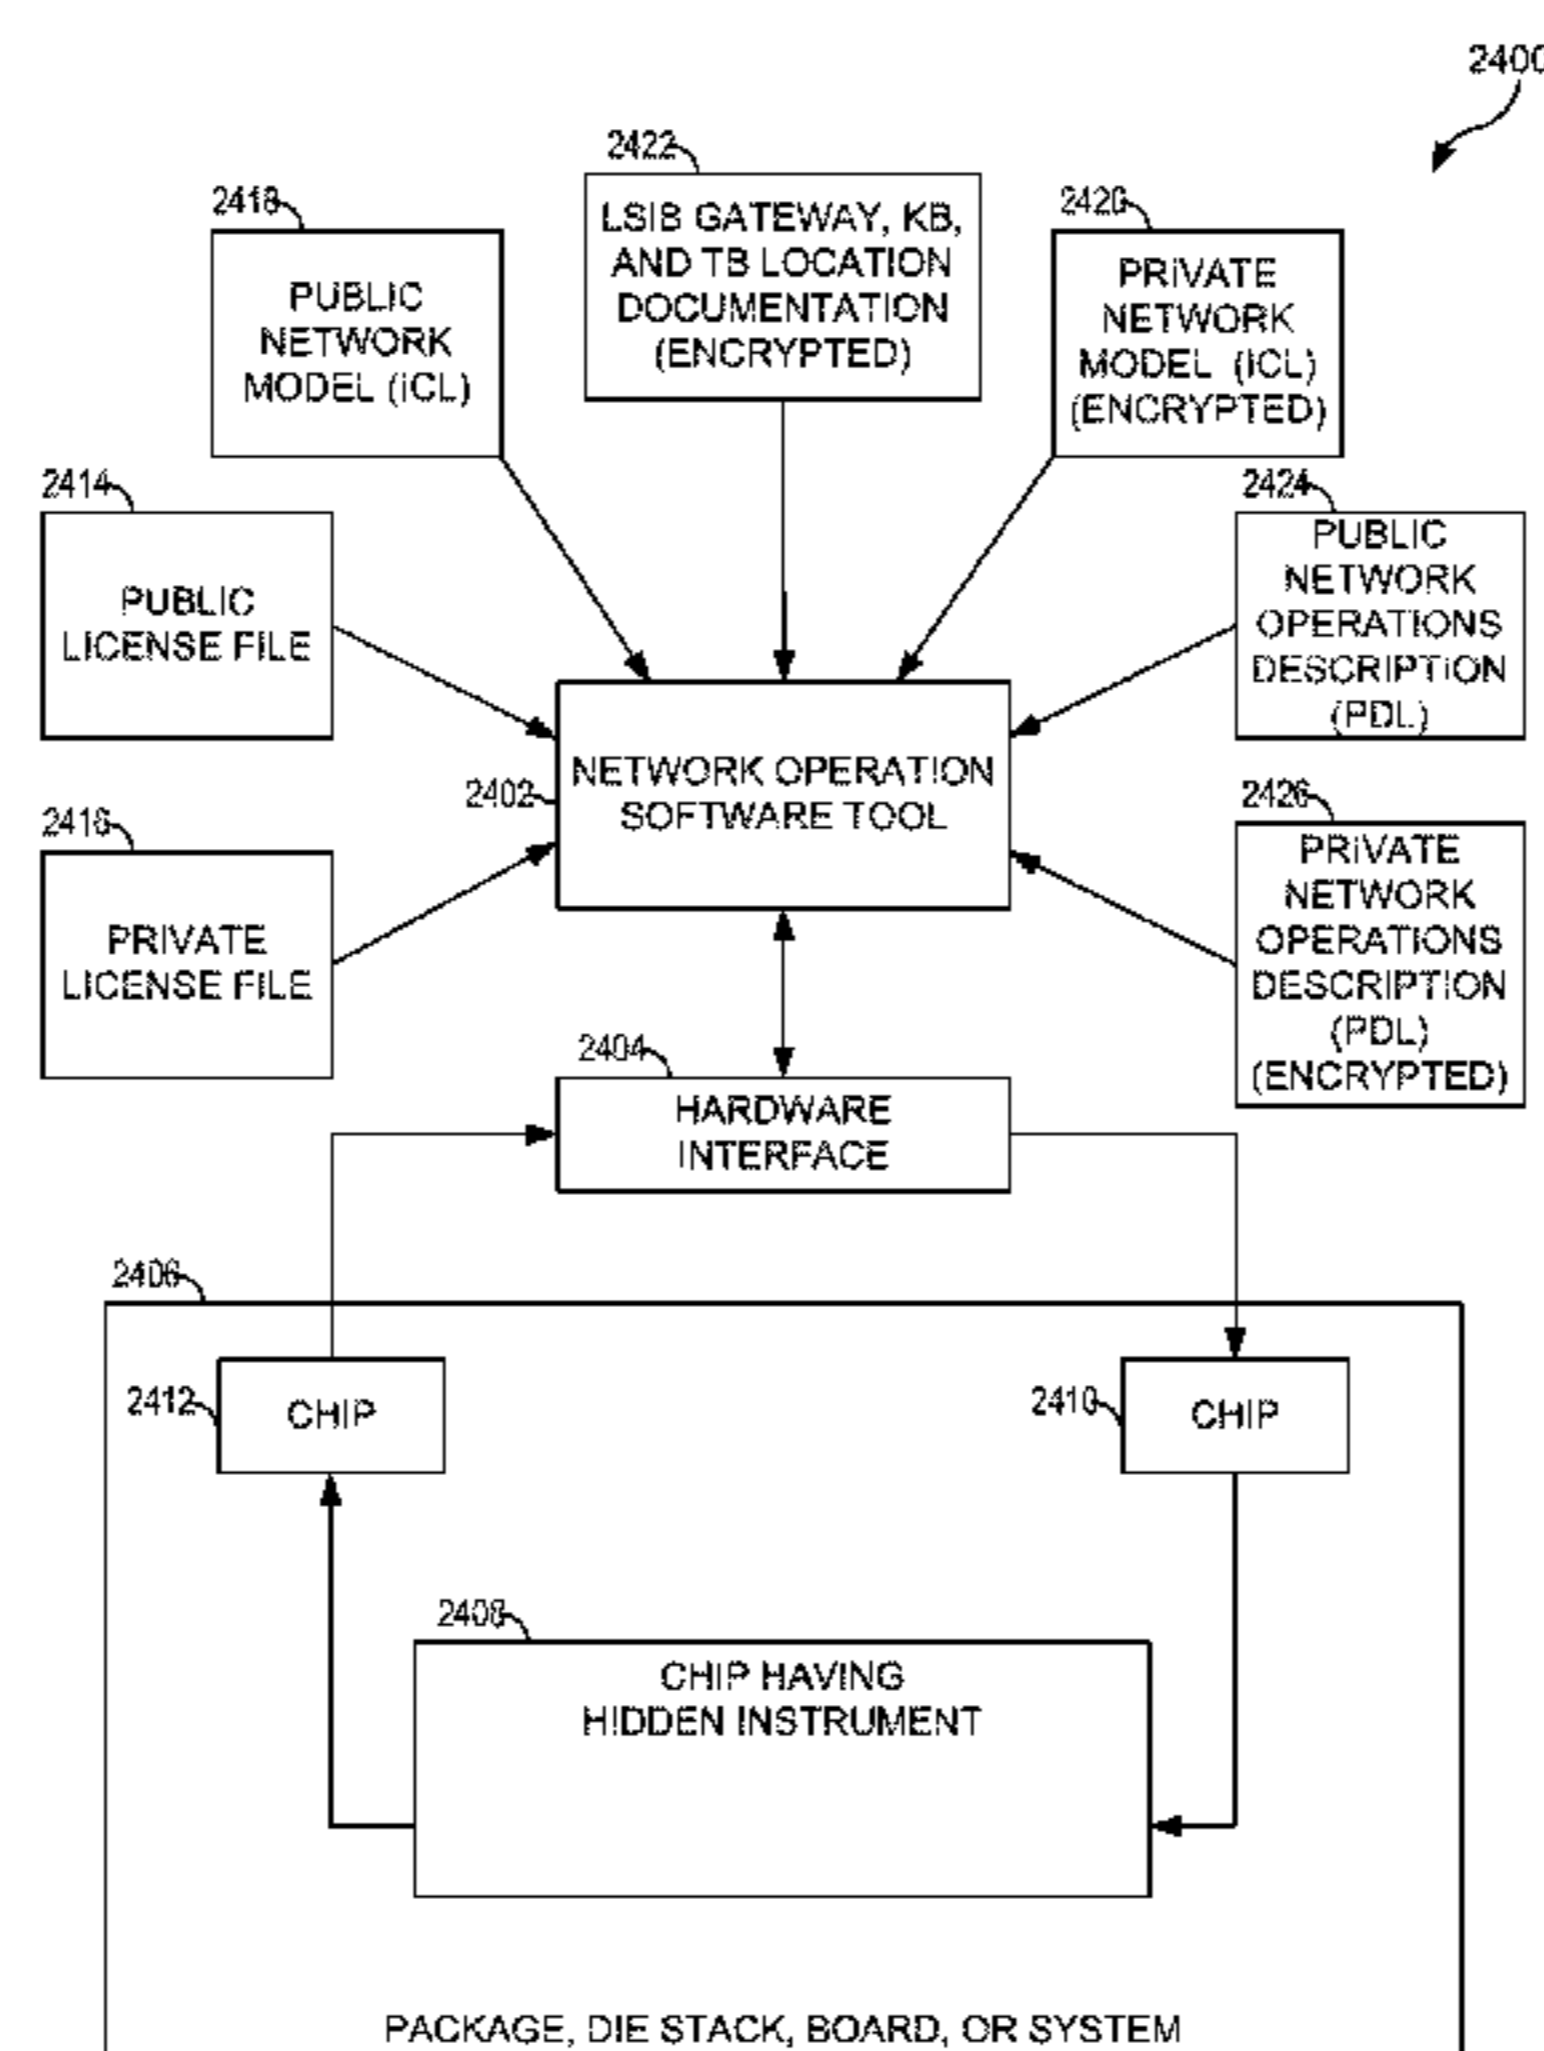 2400
2422
LSIB GATEWAY, KB,
AND TB LOCATION
DOCUMENTATION
(ENCRYPTED)
2418
PUBLIC
NETWORK
MODEL (ICL)
2420
PRIVATE
NETWORK
MODEL (ICL)
(ENCRYPTED)
2414
PUBLIC
LICENSE FILE
2424
PUBLIC
NETWORK
OPERATIONS
DESCRIPTION
(PDL)
2402
NETWORK OPERATION
SOFTWARE TOOL
2416
PRIVATE
LICENSE FILE
2426
PRIVATE
NETWORK
OPERATIONS
DESCRIPTION
(PDL)
(ENCRYPTED)
2404
HARDWARE
INTERFACE
2406
2412
CHIP
2410
CHIP
2408
CHIP HAVING
HIDDEN INSTRUMENT
PACKAGE, DIE STACK, BOARD, OR SYSTEM